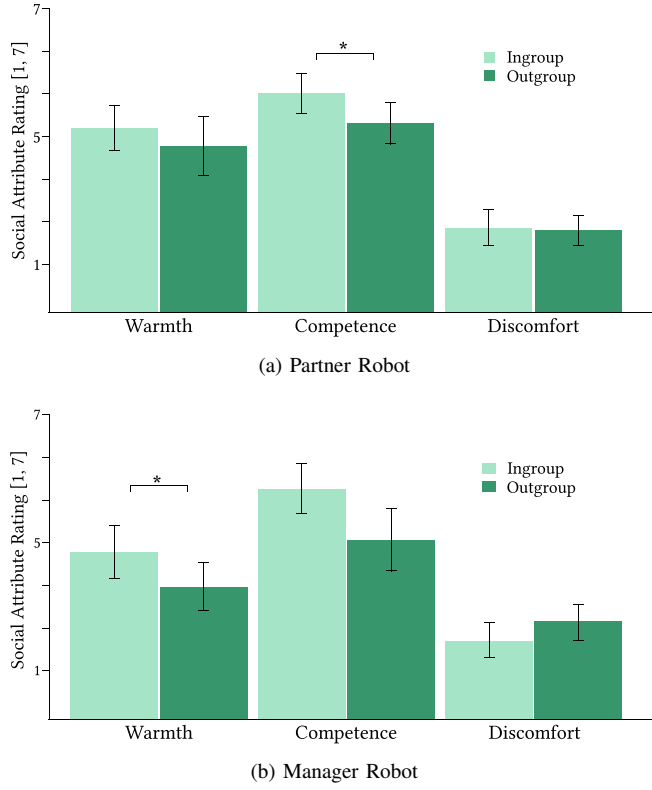 7
5
1
Social Attribute Rating [1, 7]
*
Ingroup
Outgroup
Warmth Competence Discomfort
(a) Partner Robot
7
5
1
Social Attribute Rating [1, 7]
*
Ingroup
Outgroup
Warmth Competence Discomfort
(b) Manager Robot